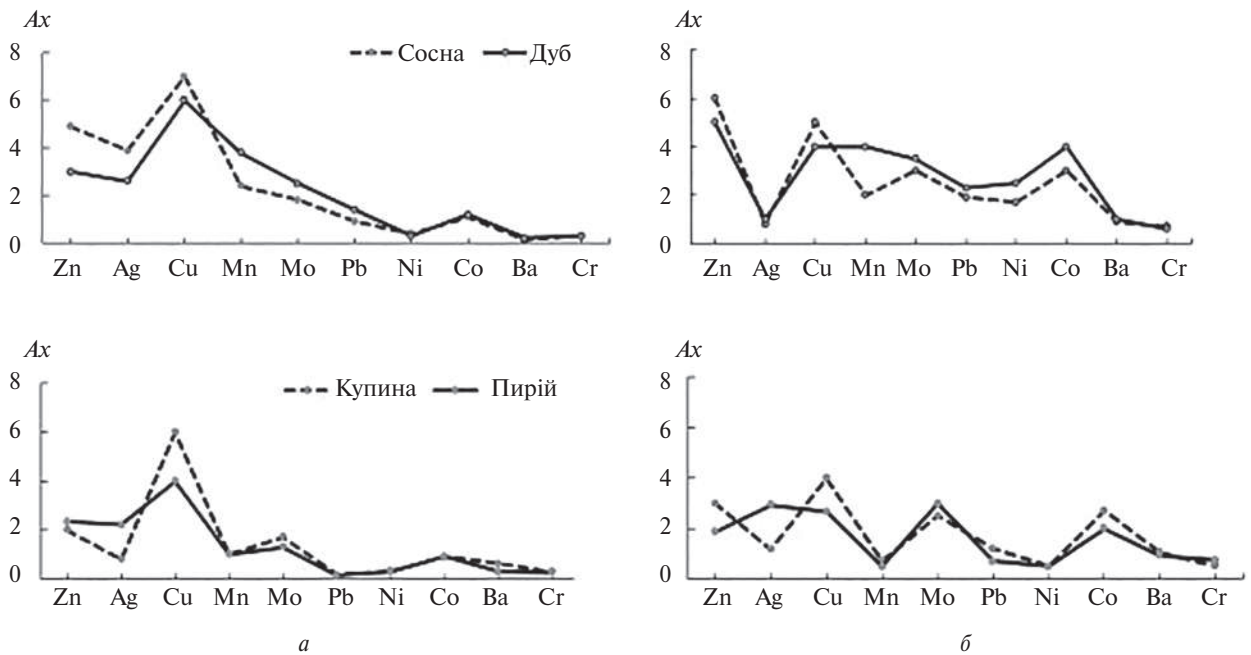 Ax
8
6
4
2
0
Сосна Дуб
Zn Ag Cu Mn Mo Pb Ni Co Ba Cr
Ax
8
6
4
2
0
Zn Ag Cu Mn Mo Pb Ni Co Ba Cr
Ax
8
6
4
2
0
Купина Пирій
Zn Ag Cu Mn Mo Pb Ni Co Ba Cr
а
Ax
8
6
4
2
0
Zn Ag Cu Mn Mo Pb Ni Co Ba Cr
б